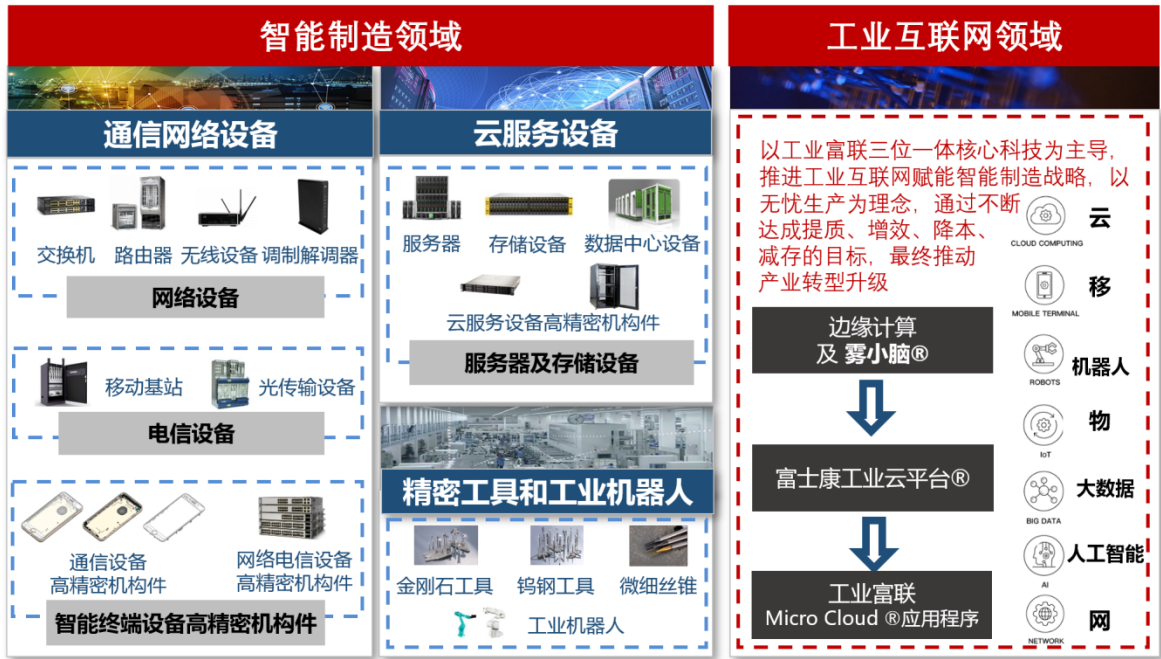 智能制造领域
通信网络设备
交换机
路由器
无线设备
调制解调器
网络设备
移动基站
光传输设备
电信设备
通信设备
高精密机构件
网络电信设备
高精密机构件
智能终端设备高精密机构件
云服务设备
服务器
存储设备
数据中心设备
云服务设备高精密机构件
服务器及存储设备
精密工具和工业机器人
金刚石工具
钨钢工具
微细丝锥
工业机器人
工业互联网领域
以工业富联三位一体核心科技为主导，
推进工业互联网赋能智能制造战略，以
无忧生产为理念，通过不断
达成提质、增效、降本、
减存的目标，最终推动
产业转型升级
边缘计算
及 雾小脑®
富士康工业云平台®
工业富联
Micro Cloud ®应用程序
云
CLOUD COMPUTING
移
MOBILE TERMINAL
机器人
ROBOTS
物
IoT
大数据
BIG DATA
人工智能
AI
网
NETWORK